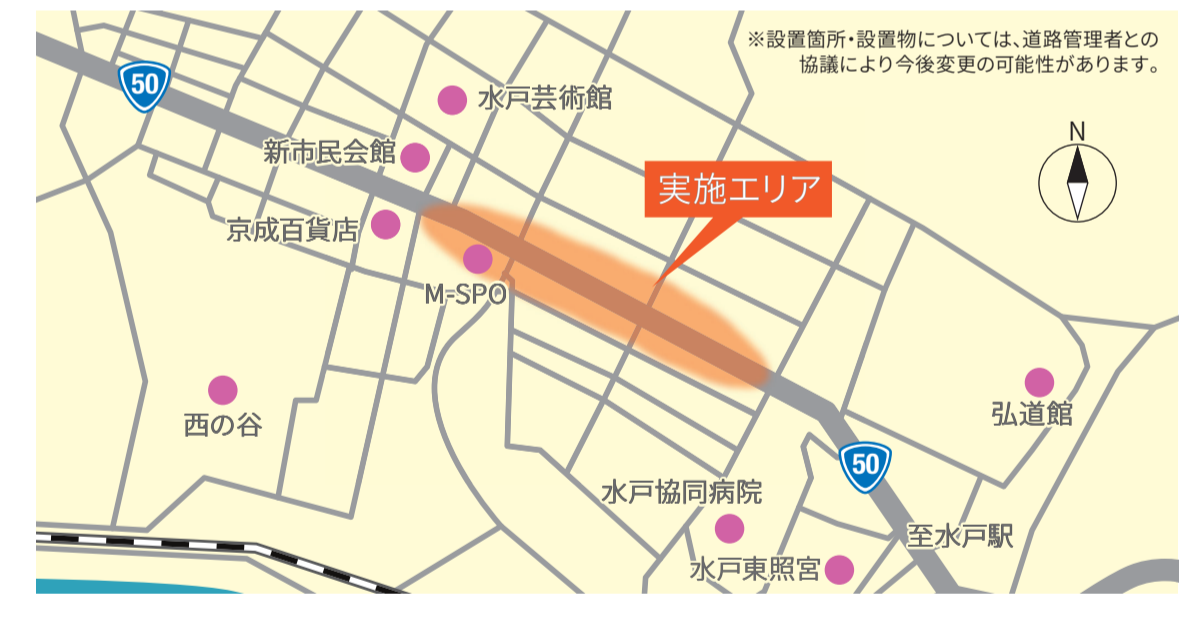 ※設置箇所・設置物については、道路管理者との
協議により今後変更の可能性があります。
50
水戸芸術館
N
新市民会館
実施エリア
京成百貨店
M-SPO
弘道館
西の谷
50
水戸協同病院
至水戸駅
水戸東照宮